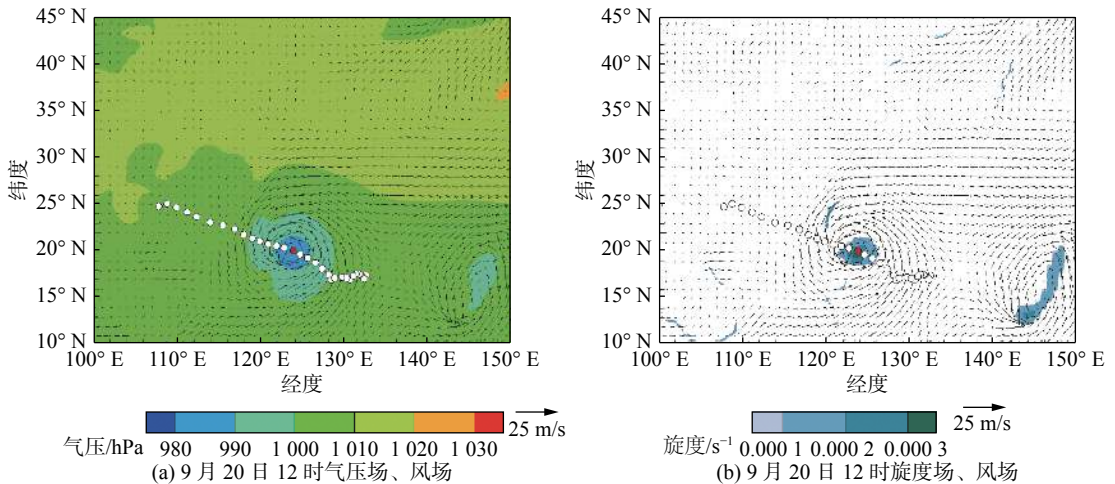 45° N
40° N
35° N
30° N
25° N
20° N
15° N
10° N
纬度
100° E 110° E 120° E 130° E 140° E 150° E
经度
25 m/s
980 990 1 000 1 010 1 020 1 030
气压/hPa
(a) 9 月 20 日 12 时气压场、风场
45° N
40° N
35° N
30° N
25° N
20° N
15° N
10° N
纬度
100° E 110° E 120° E 130° E 140° E 150° E
经度
25 m/s
旋度/s⁻¹ 0.000 1 0.000 2 0.000 3
(b) 9 月 20 日 12 时旋度场、风场